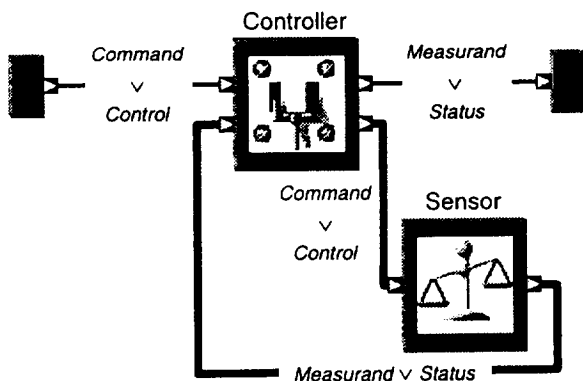 Controller
Command
∨
Control
Measurand
∨
Status
Command
∨
Control
Sensor
Measurand ∨ Status